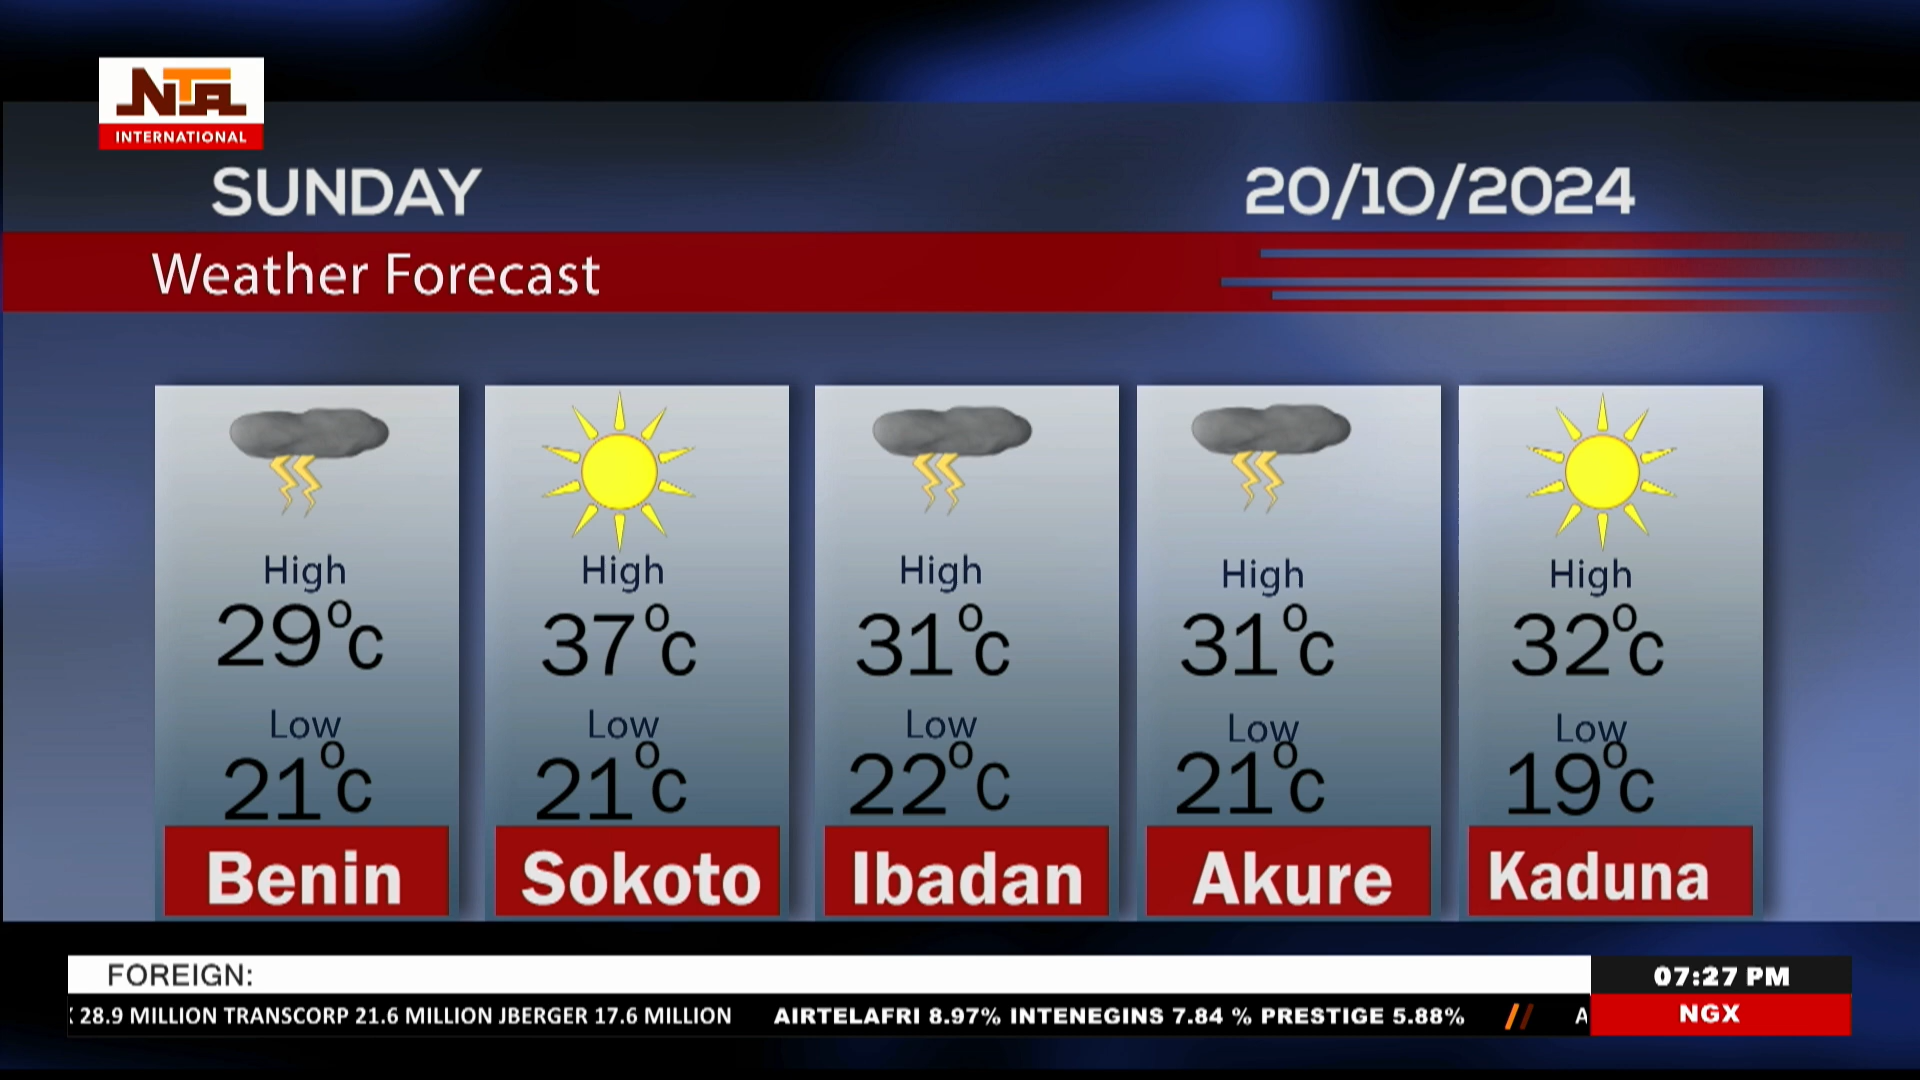 NTA
INTERNATIONAL
SUNDAY
20/10/2024
Weather Forecast
High
29°c
Low
21°c
Benin
High
37°c
Low
21°c
Sokoto
High
31°c
Low
22°c
Ibadan
High
31°c
Low
21°c
Akure
High
32°c
Low
19°c
Kaduna
FOREIGN:
07:27 PM
28.9 MILLION TRANSCORP 21.6 MILLION JBERGER 17.6 MILLION AIRTELAFRI 8.97% INTENEGINS 7.84 % PRESTIGE 5.88% // A
NGX